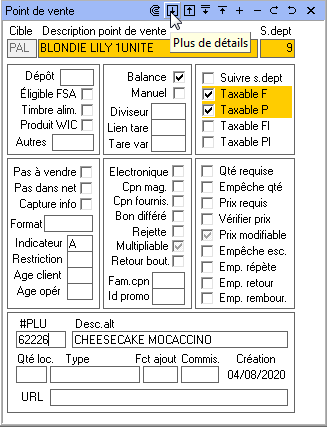 Point de vente
Cible Description point de vente S.dept
Plus de détails
PAL BLONDIE LILY 1UNITE 9
Dépôt Balance Suivre s.dept
Éligible FSA Manuel Taxable F
Timbre alim. Diviseur Taxable P
Produit WIC Lien tare Taxable FI
Autres Tare var Taxable PI
Pas à vendre Electronique Qté requise
Pas dans net Cpn mag. Empêche qté
Capture info Cpn fournis. Prix requis
Format Bon différé Vérifier prix
Indicateur A Rejette Prix modifiable
Restriction Multipliable Empêche esc.
Age client Retour bout. Emp. répète
Age opér Fam.cpn Emp. retour
Id promo Emp. rembour.
#PLU Desc.alt
62226 CHEESECAKE MOCACCINO
Qté loc. Type Fct ajout Commis. Création
04/08/2020
URL